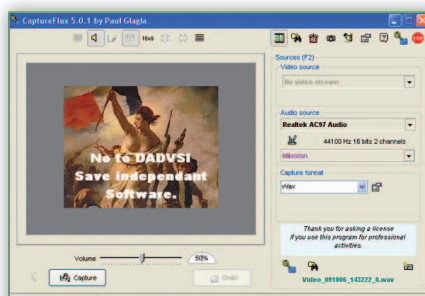 CaptureFlux 5.0.1 by Paul Glagla
16x9
Sources (F2)
Video source
No video stream
Audio source
Realtek AC97 Audio
44100 Hz 16 bits 2 channels
Mikrofon
Capture format
Wav
No to DADVSI
Save independant
Software.
Thank you for asking a license
if you use this program for professional
activities.
Volume
50%
Capture
Grab!
Video_091006_143222_0.wav